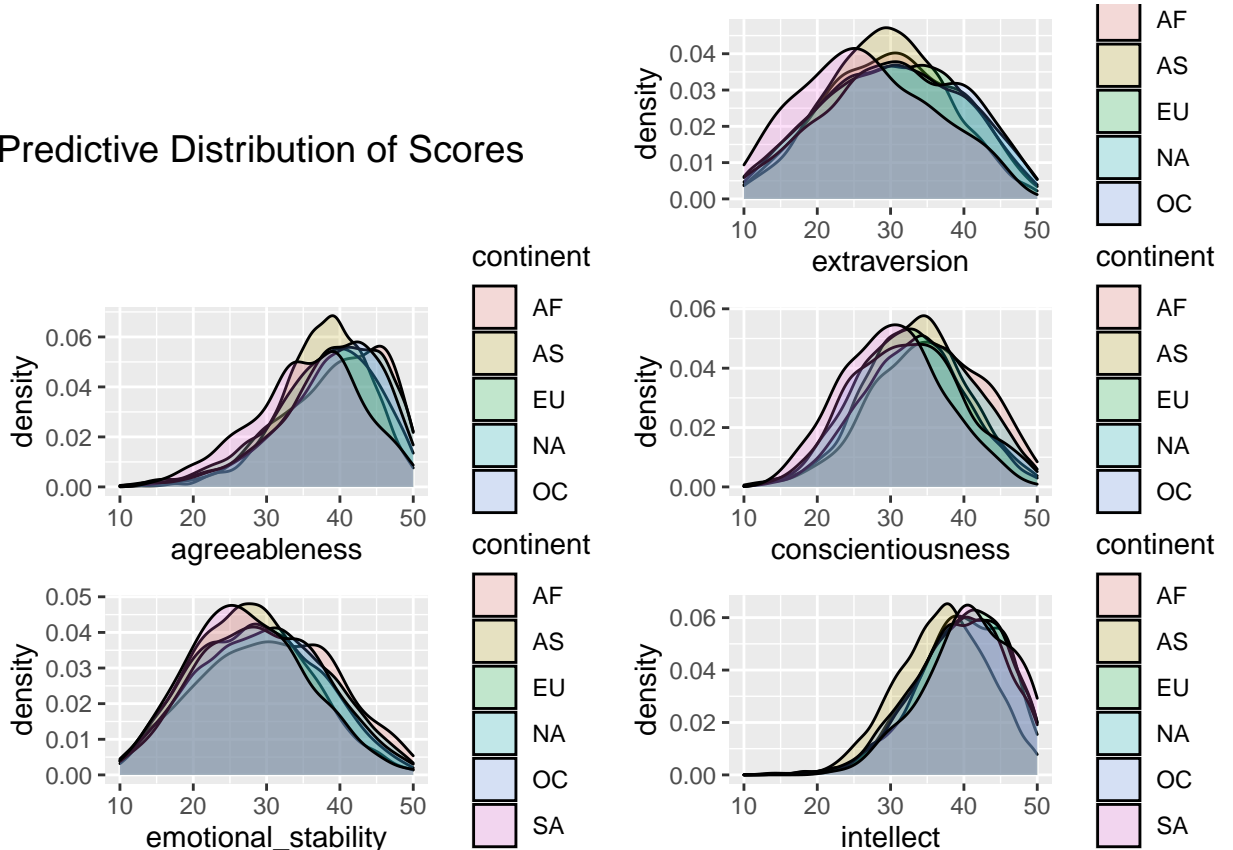 Predictive Distribution of Scores
density
0.04
0.03
0.02
0.01
0.00
10 20 30 40 50
extraversion
AF
AS
EU
NA
OC
density
0.06
0.04
0.02
0.00
10 20 30 40 50
agreeableness
continent
AF
AS
EU
NA
OC
density
0.06
0.04
0.02
0.00
10 20 30 40 50
conscientiousness
continent
AF
AS
EU
NA
OC
density
0.05
0.04
0.03
0.02
0.01
0.00
10 20 30 40 50
emotional_stability
continent
AF
AS
EU
NA
OC
SA
density
0.06
0.04
0.02
0.00
10 20 30 40 50
intellect
continent
AF
AS
EU
NA
OC
SA